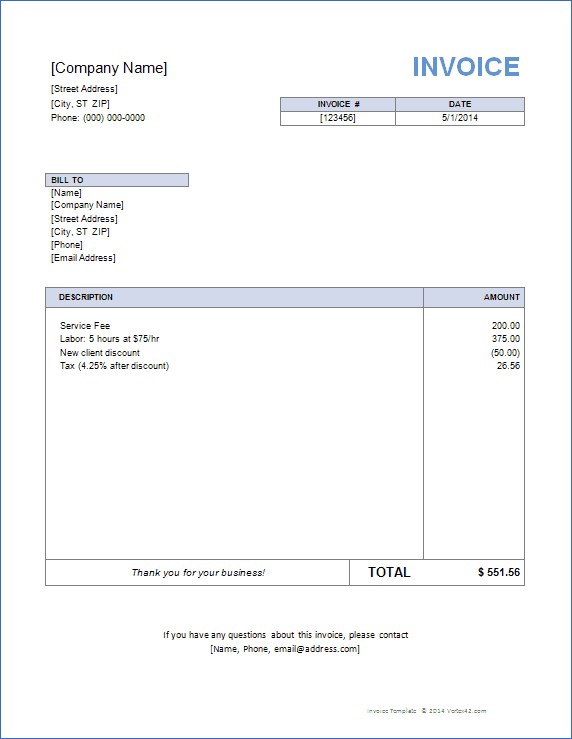 [Company Name]
INVOICE
[Street Address]
[City, ST ZIP]
Phone: (000) 000-0000
INVOICE # DATE
[123456] 5/1/2014
BILL TO
[Name]
[Company Name]
[Street Address]
[City, ST ZIP]
[Phone]
[Email Address]
DESCRIPTION AMOUNT
Service Fee 200.00
Labor: 5 hours at $75/hr 375.00
New client discount (50.00)
Tax (4.25% after discount) 26.56
Thank you for your business! TOTAL $ 551.56
If you have any questions about this invoice, please contact
[Name, Phone, email@address.com]
Invoice Template © 2014 Vertex42.com